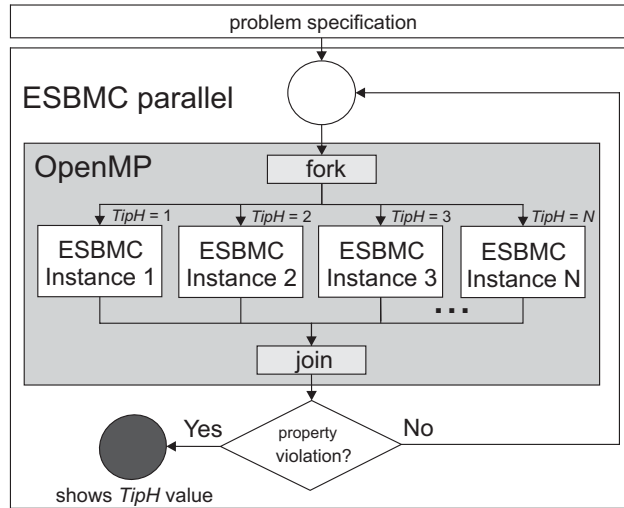 problem specification
ESBMC parallel
OpenMP
fork
TipH = 1
TipH = 2
TipH = 3
TipH = N
ESBMC
Instance 1
ESBMC
Instance 2
ESBMC
Instance 3
...
ESBMC
Instance N
join
Yes
property
violation?
No
shows TipH value